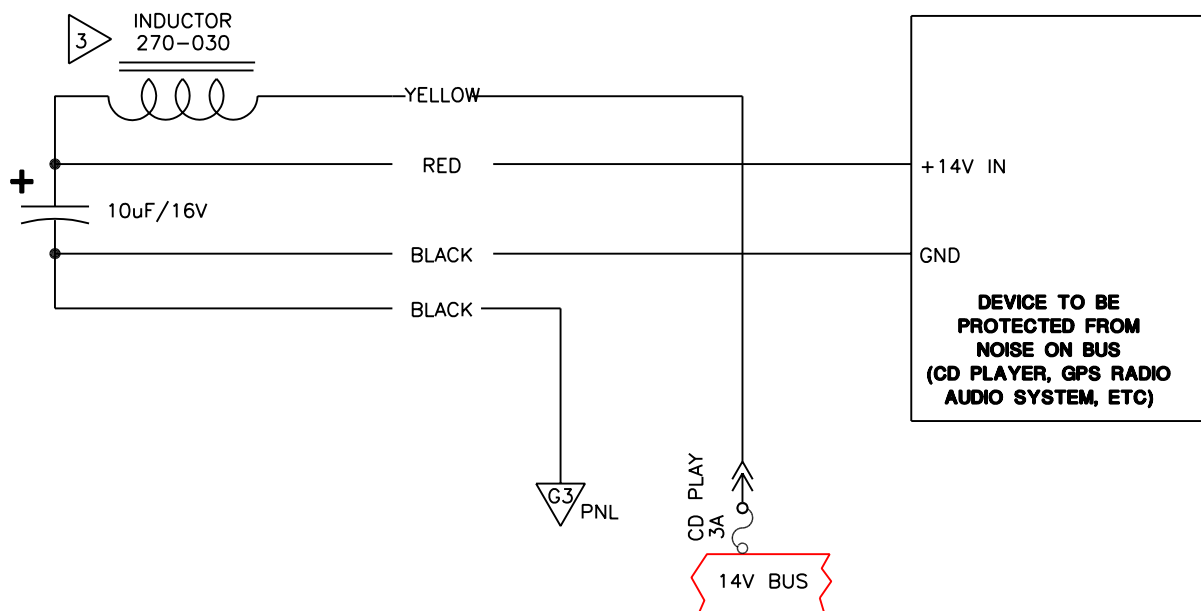 3
INDUCTOR
270-030
YELLOW
RED
+14V IN
+
10uF/16V
BLACK
GND
BLACK
DEVICE TO BE
PROTECTED FROM
NOISE ON BUS
(CD PLAYER, GPS RADIO
AUDIO SYSTEM, ETC)
CD PLAY
3A
G3
PNL
14V BUS